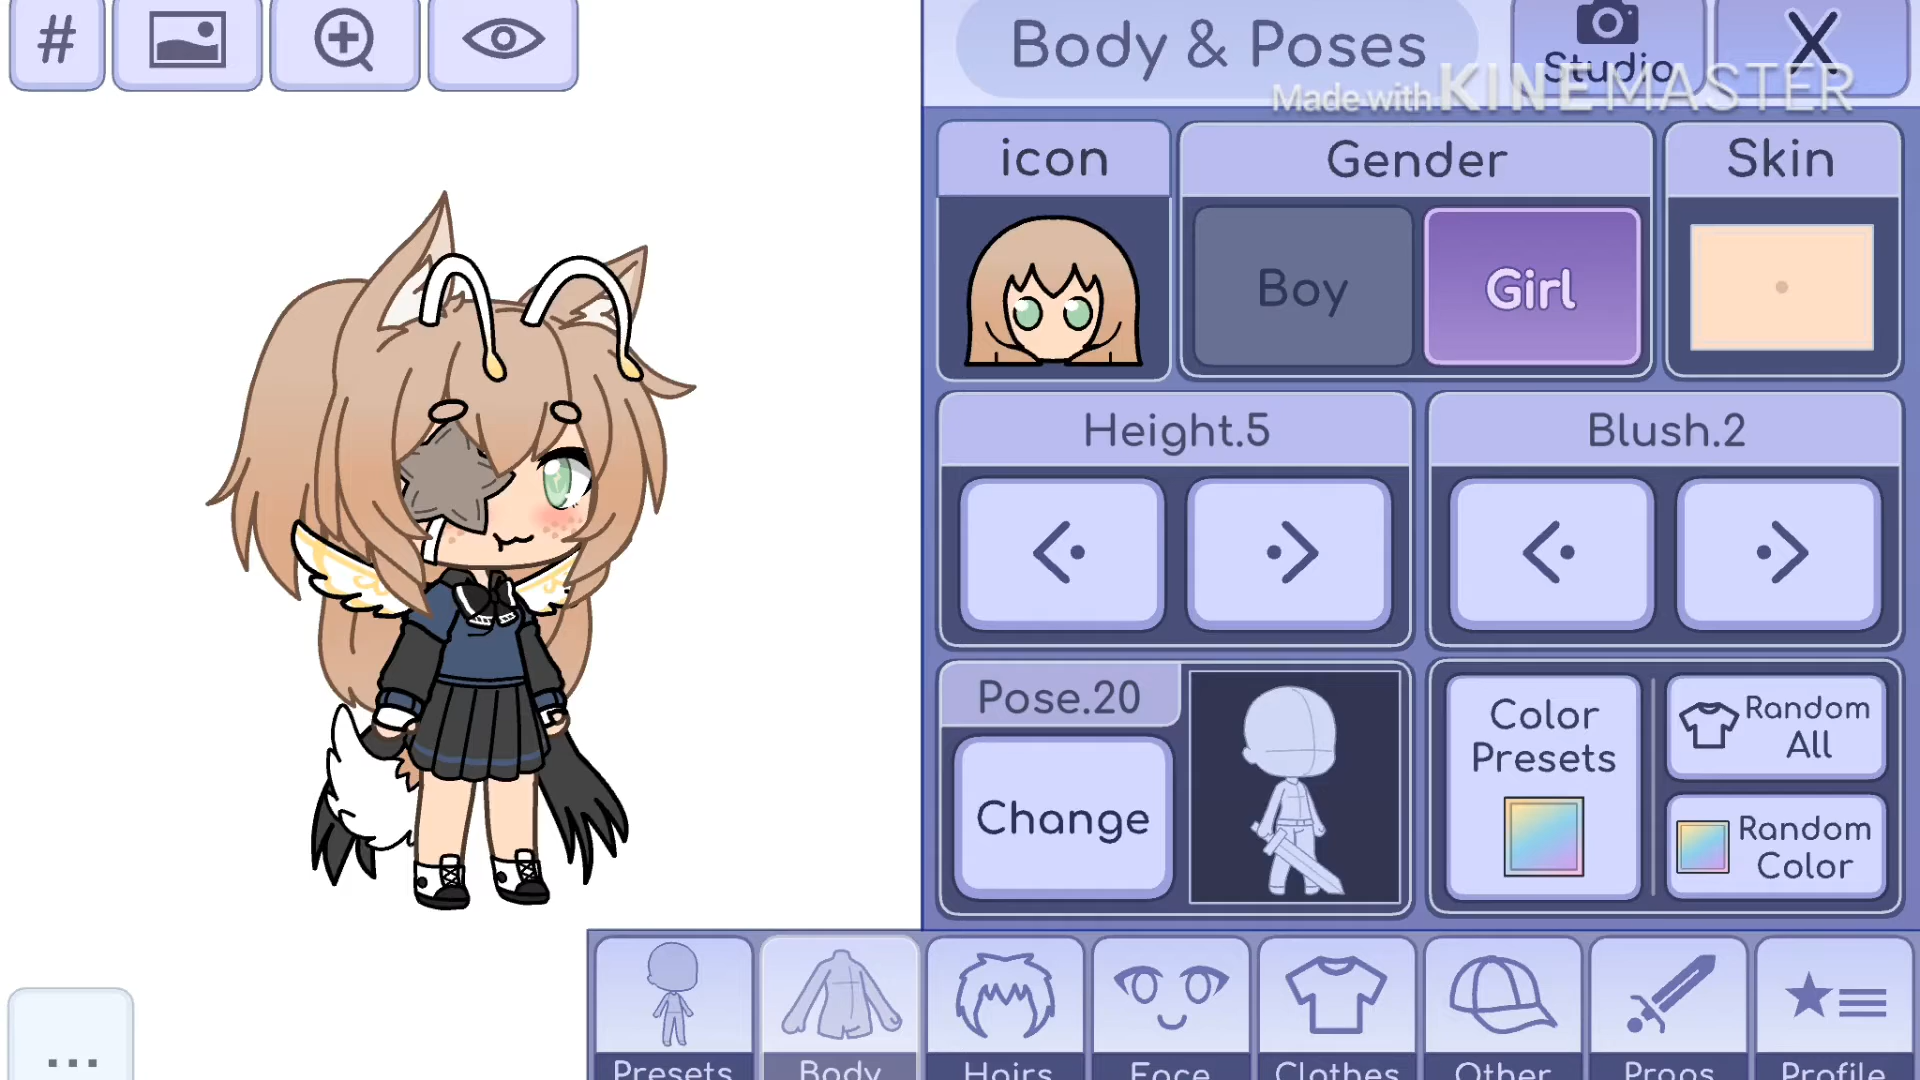 #
Body & Poses
Studio
X
Made with KINEMASTER
icon
Gender
Skin
Boy
Girl
Height.5
Blush.2
Pose.20
Change
Color
Presets
Random
All
Random
Color
...
Presets
Body
Hairs
Face
Clothes
Other
Props
Profile